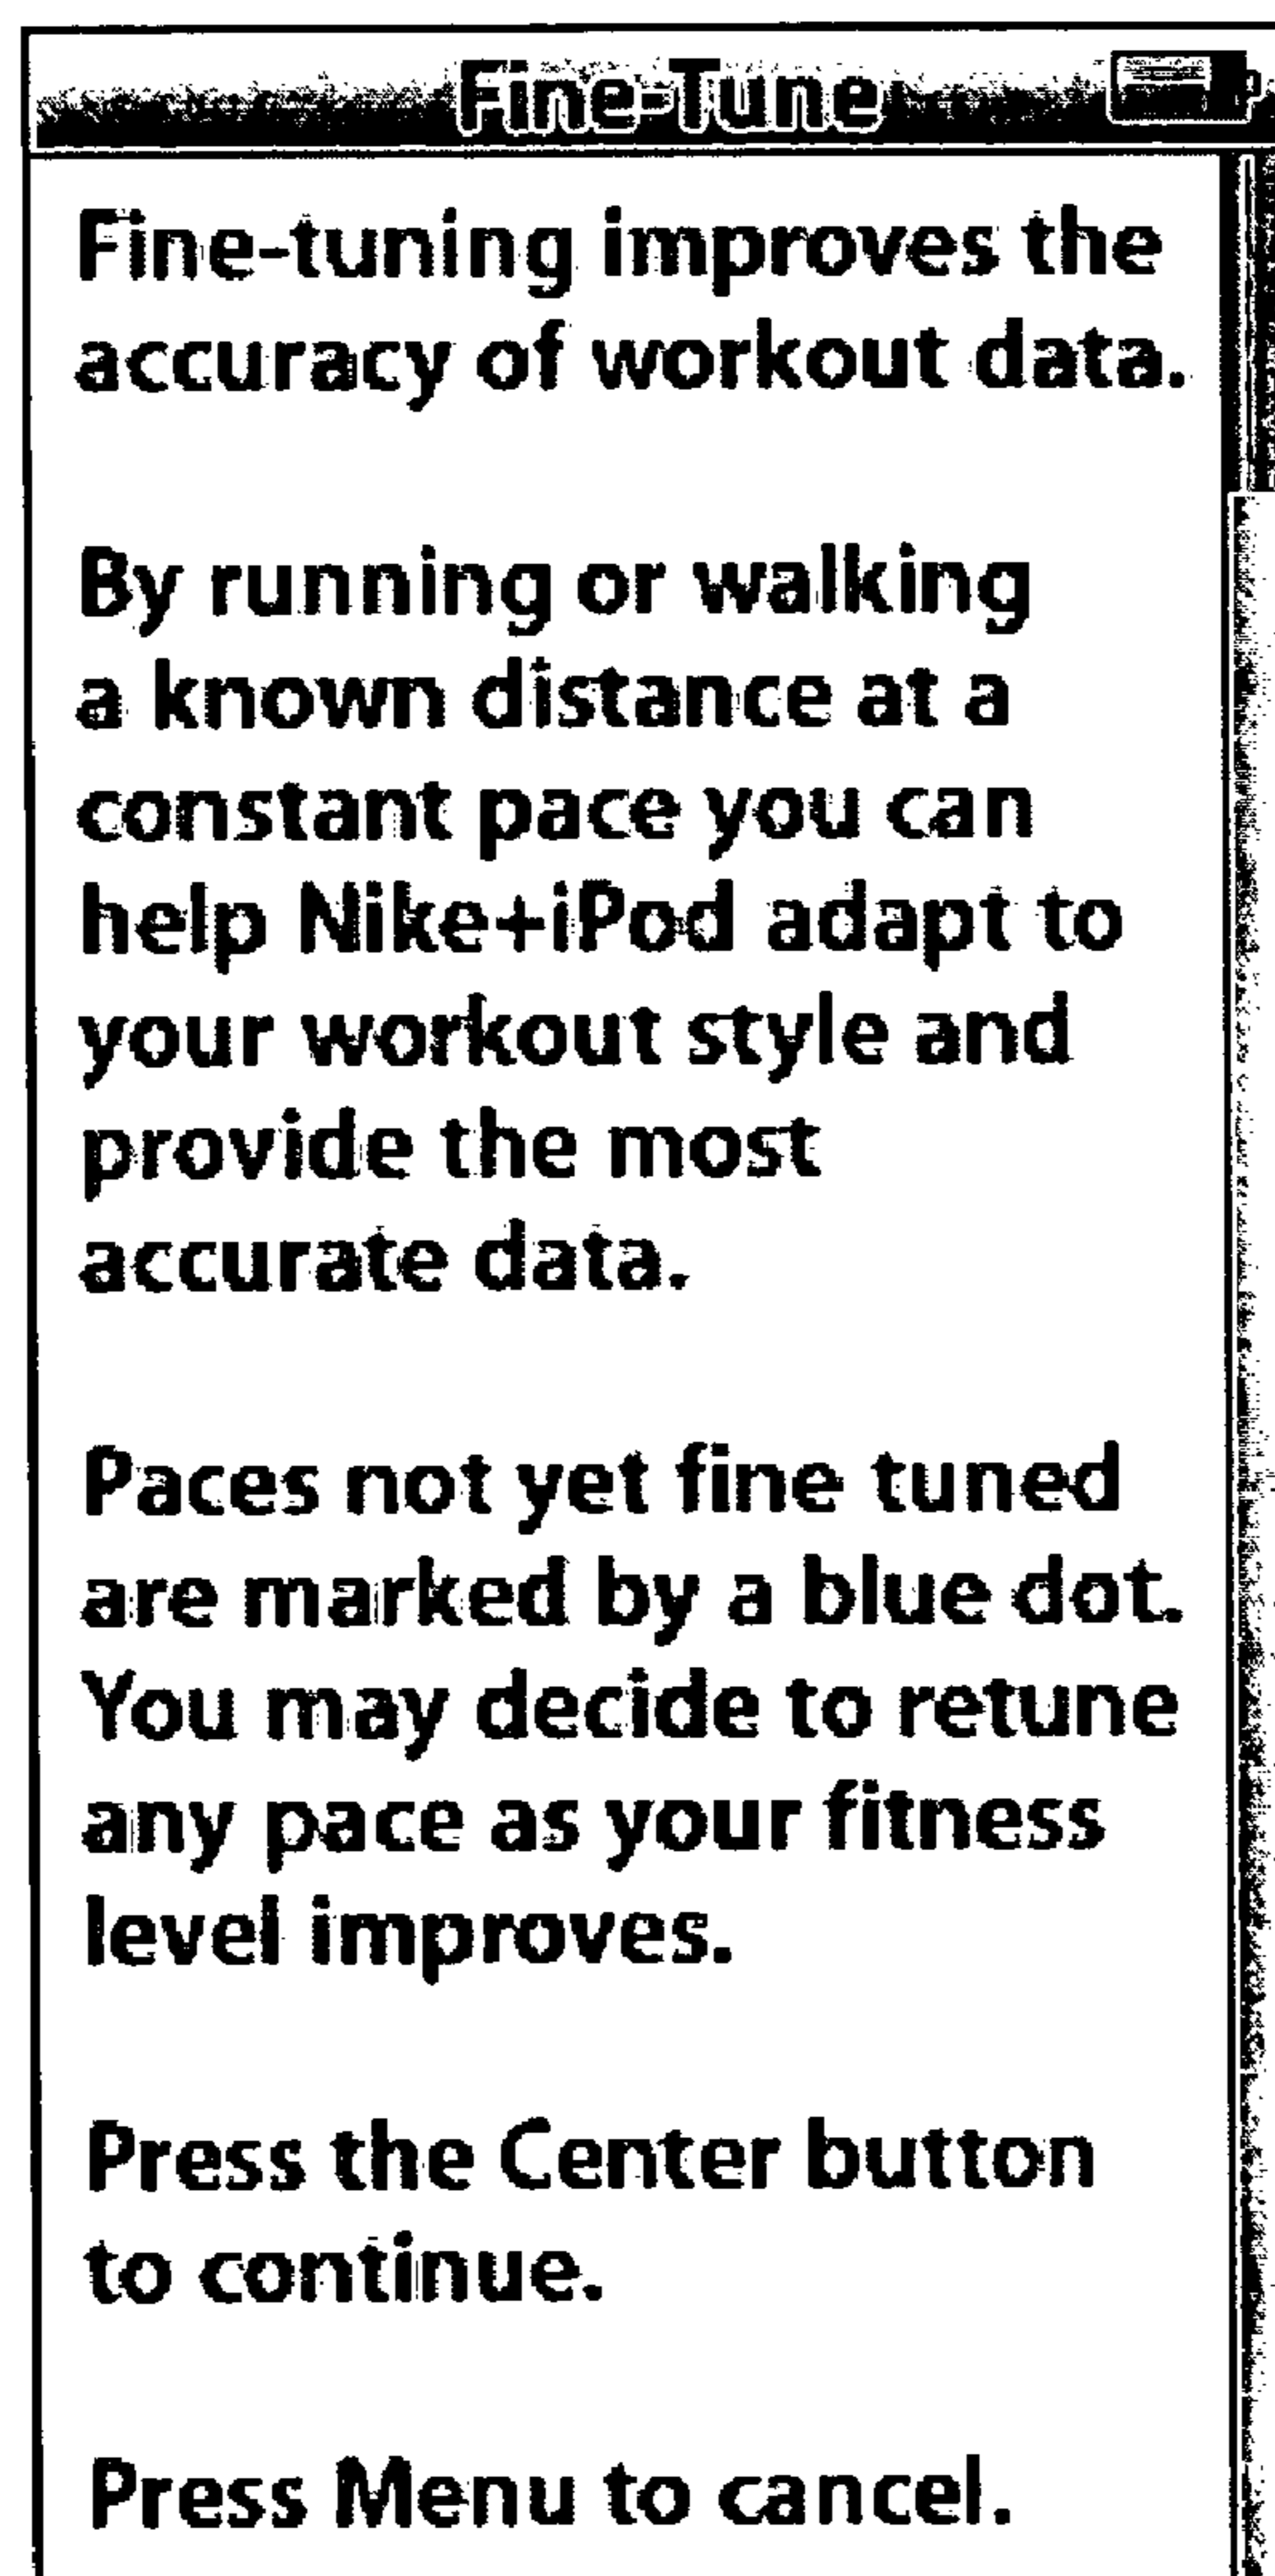 Fine-Tune
Fine-tuning improves the
accuracy of workout data.
By running or walking
a known distance at a
constant pace you can
help Nike+iPod adapt to
your workout style and
provide the most
accurate data.
Paces not yet fine tuned
are marked by a blue dot.
You may decide to retune
any pace as your fitness
level improves.
Press the Center button
to continue.
Press Menu to cancel.